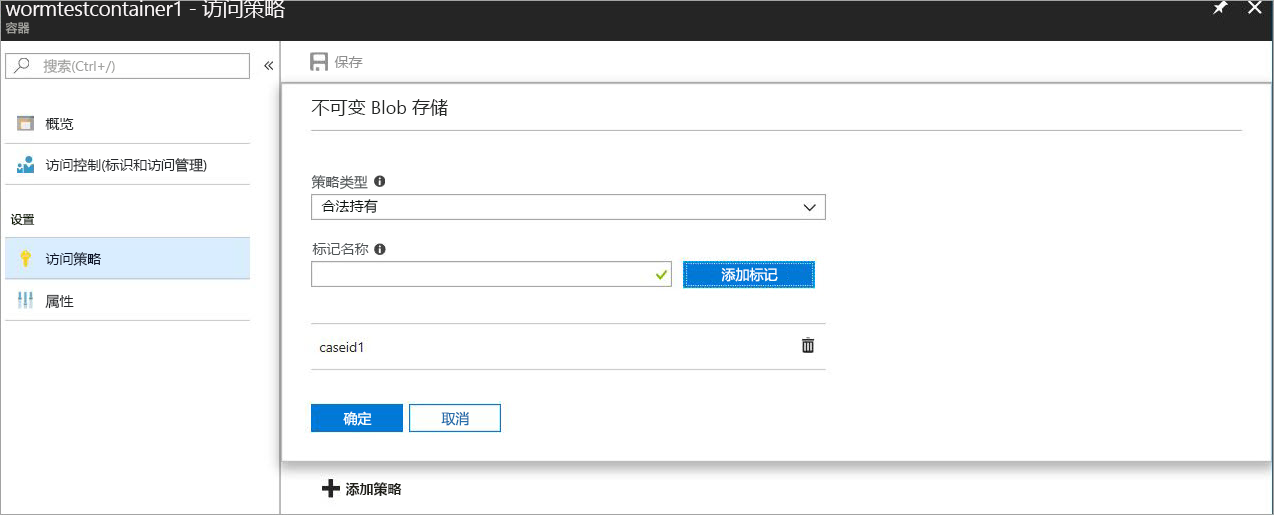 wormtestcontainer1 - 访问策略
容器
搜索(Ctrl+/)
«
保存
概览
访问控制(标识和访问管理)
设置
访问策略
属性
不可变 Blob 存储
策略类型
合法持有
标记名称
添加标记
caseid1
确定
取消
添加策略